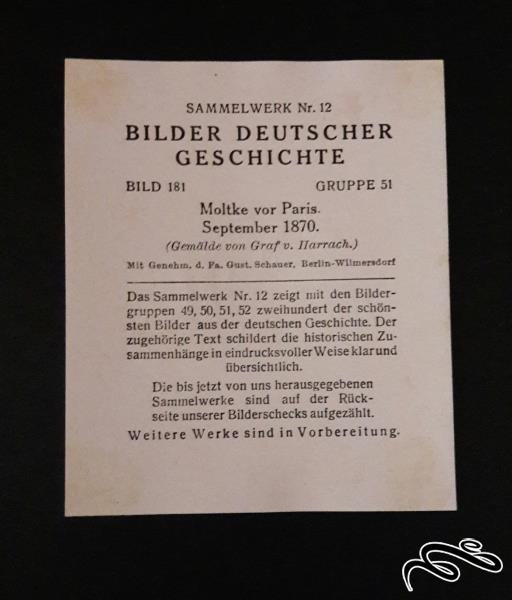 SAMMELWERK Nr. 12
BILDER DEUTSCHER
GESCHICHTE
BILD 181 GRUPPE 51
Moltke vor Paris.
September 1870.
(Gemälde von Graf v. Harrach.)
Mit Genehm. d. Fa. Gust. Schauer, Berlin-Wilmersdorf
Das Sammelwerk Nr. 12 zeigt mit den Bilder-
gruppen 49, 50, 51, 52 zweihundert der schön-
sten Bilder aus der deutschen Geschichte. Der
zugehörige Text schildert die historischen Zu-
sammenhänge in eindrucksvoller Weise klar und
übersichtlich.
Die bis jetzt von uns herausgegebenen
Sammelwerke sind auf der Rück-
seite unserer Bilderschecks aufgezählt.
Weitere Werke sind in Vorbereitung.